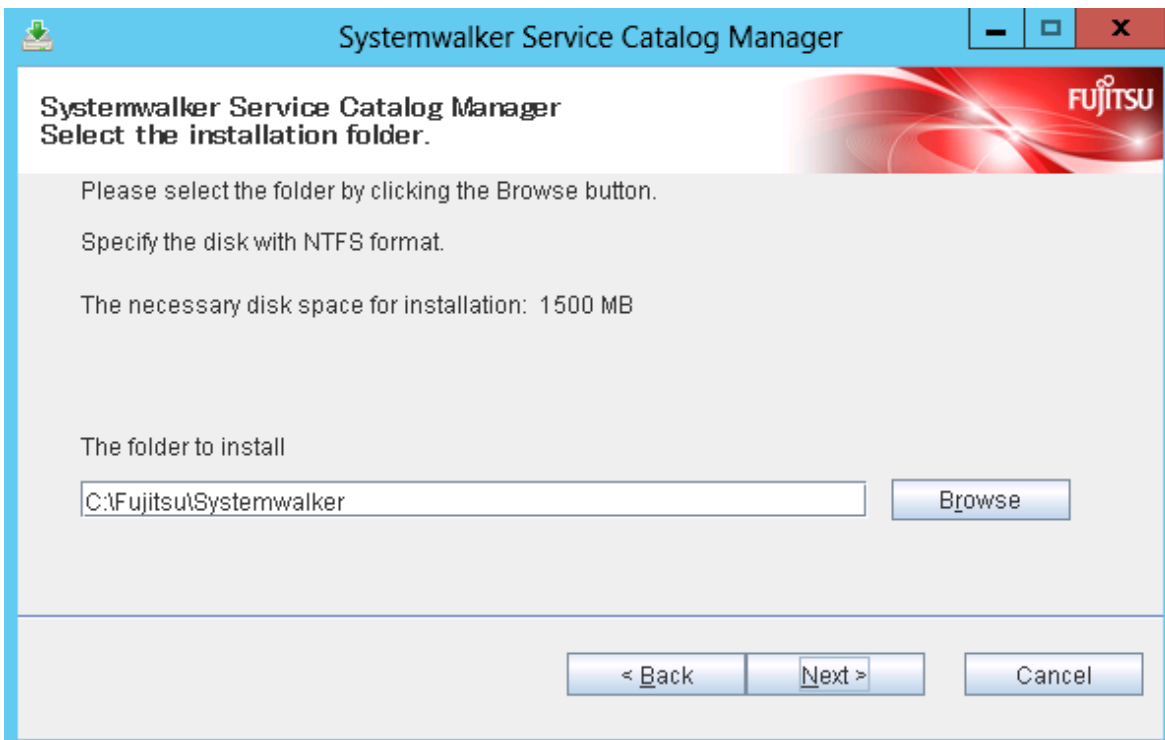 Systemwalker Service Catalog Manager
FUJITSU
Systemwalker Service Catalog Manager
Select the installation folder.
Please select the folder by clicking the Browse button.
Specify the disk with NTFS format.
The necessary disk space for installation: 1500 MB
The folder to install
C:\Fujitsu\Systemwalker
Browse
< Back
Next >
Cancel